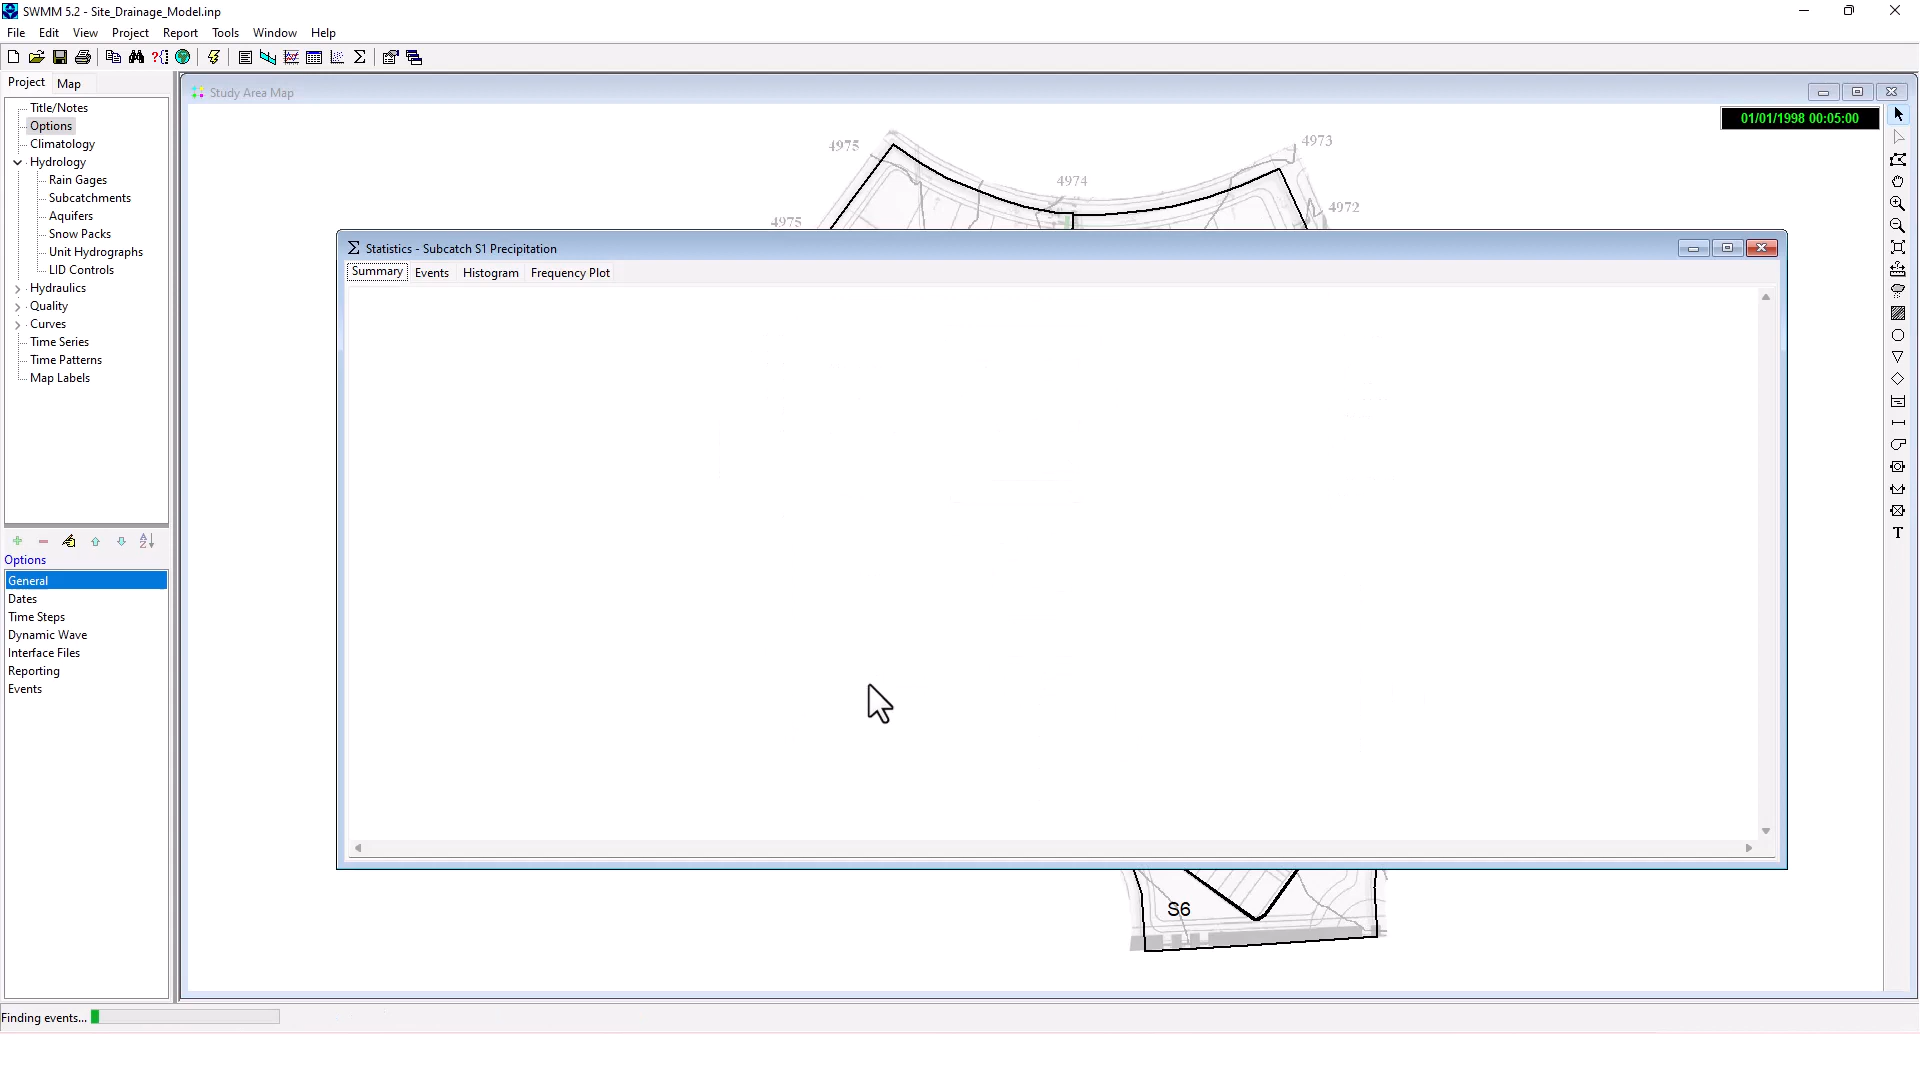 SWMM 5.2 - Site_Drainage_Model.inp
File Edit View Project Report Tools Window Help
Project Map
Title/Notes
Options
Climatology
Hydrology
Rain Gages
Subcatchments
Aquifers
Snow Packs
Unit Hydrographs
LID Controls
Hydraulics
Quality
Curves
Time Series
Time Patterns
Map Labels
Options
General
Dates
Time Steps
Dynamic Wave
Interface Files
Reporting
Events
Study Area Map
01/01/1998 00:05:00
4975
4973
4974
4972
4975
Statistics - Subcatch S1 Precipitation
Summary Events Histogram Frequency Plot
S6
T
Finding events...